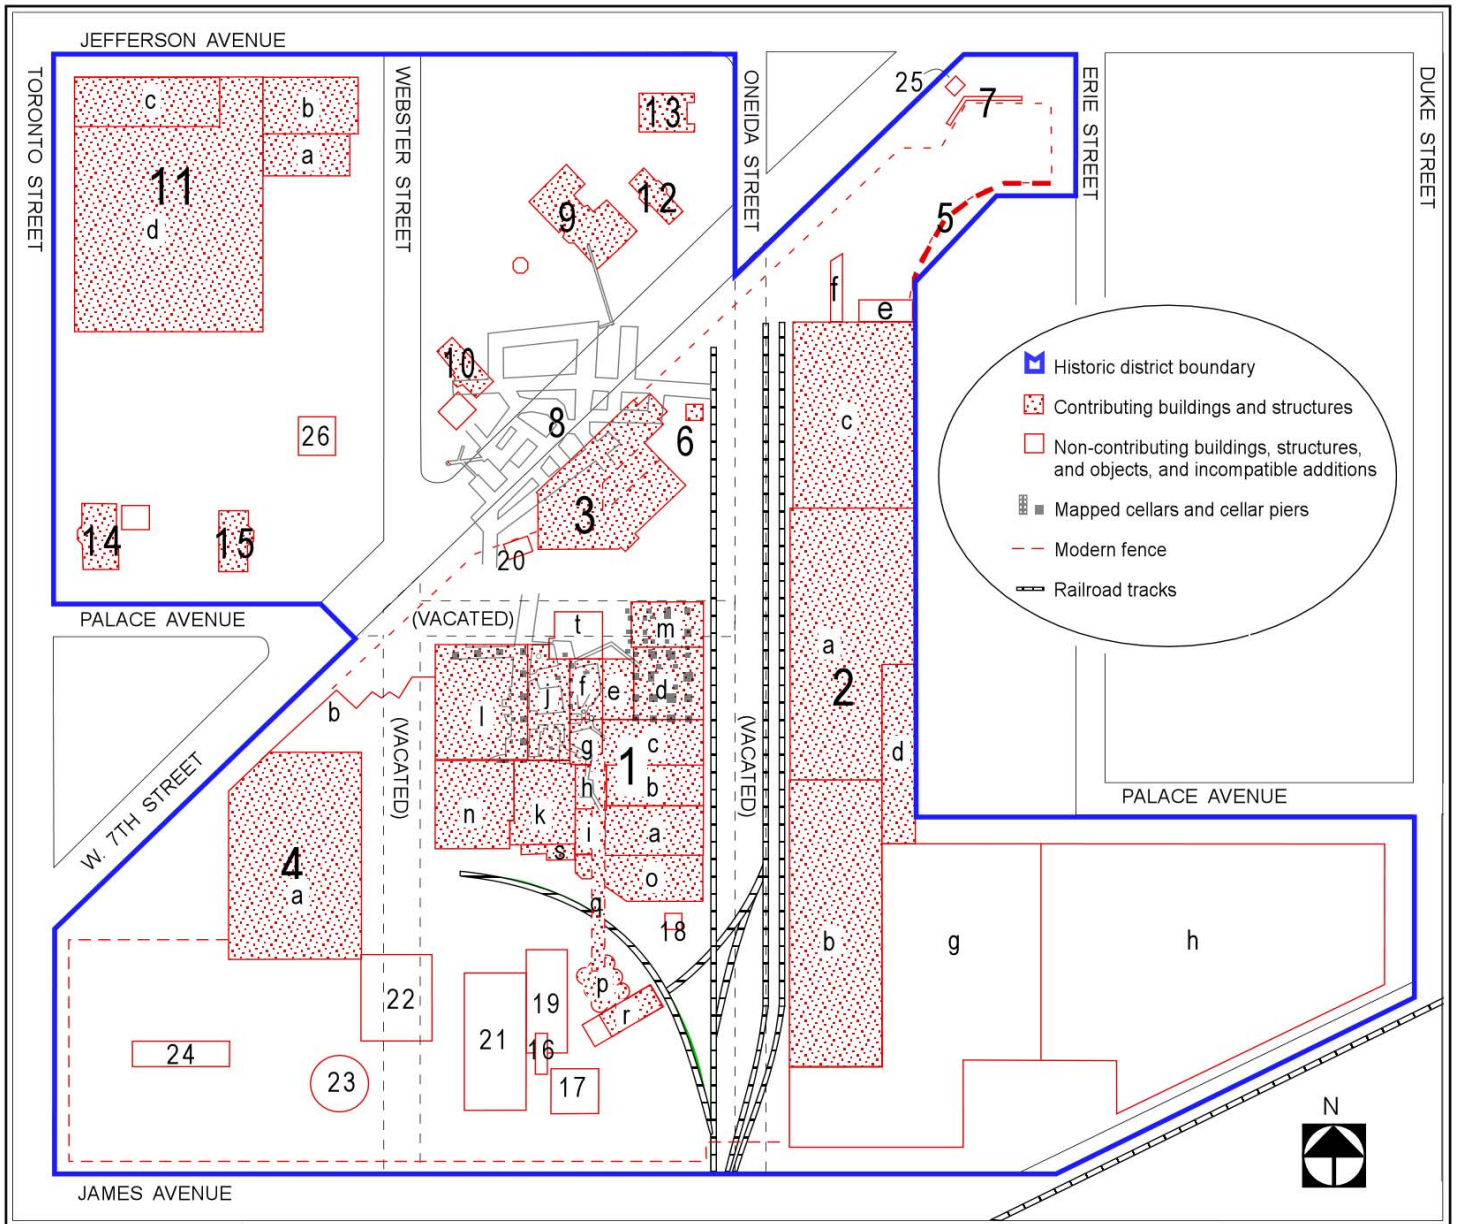 JEFFERSON AVENUE
TORONTO STREET
WEBSTER STREET
ONEIDA STREET
ERIE STREET
DUKE STREET
25
7
c
b
a
11
d
13
12
9
5
f
e
10
8
6
3
20
26
14
15
c
a
2
d
b
g
h
Historic district boundary
Contributing buildings and structures
Non-contributing buildings, structures,
and objects, and incompatible additions
Mapped cellars and cellar piers
Modern fence
Railroad tracks
PALACE AVENUE
(VACATED)
t
m
l
j
f
e
d
g
c
1
h
b
n
k
i
a
s
o
q
18
p
r
b
(VACATED)
(VACATED)
PALACE AVENUE
W. 7TH STREET
4
a
22
19
21
16
17
24
23
N
JAMES AVENUE